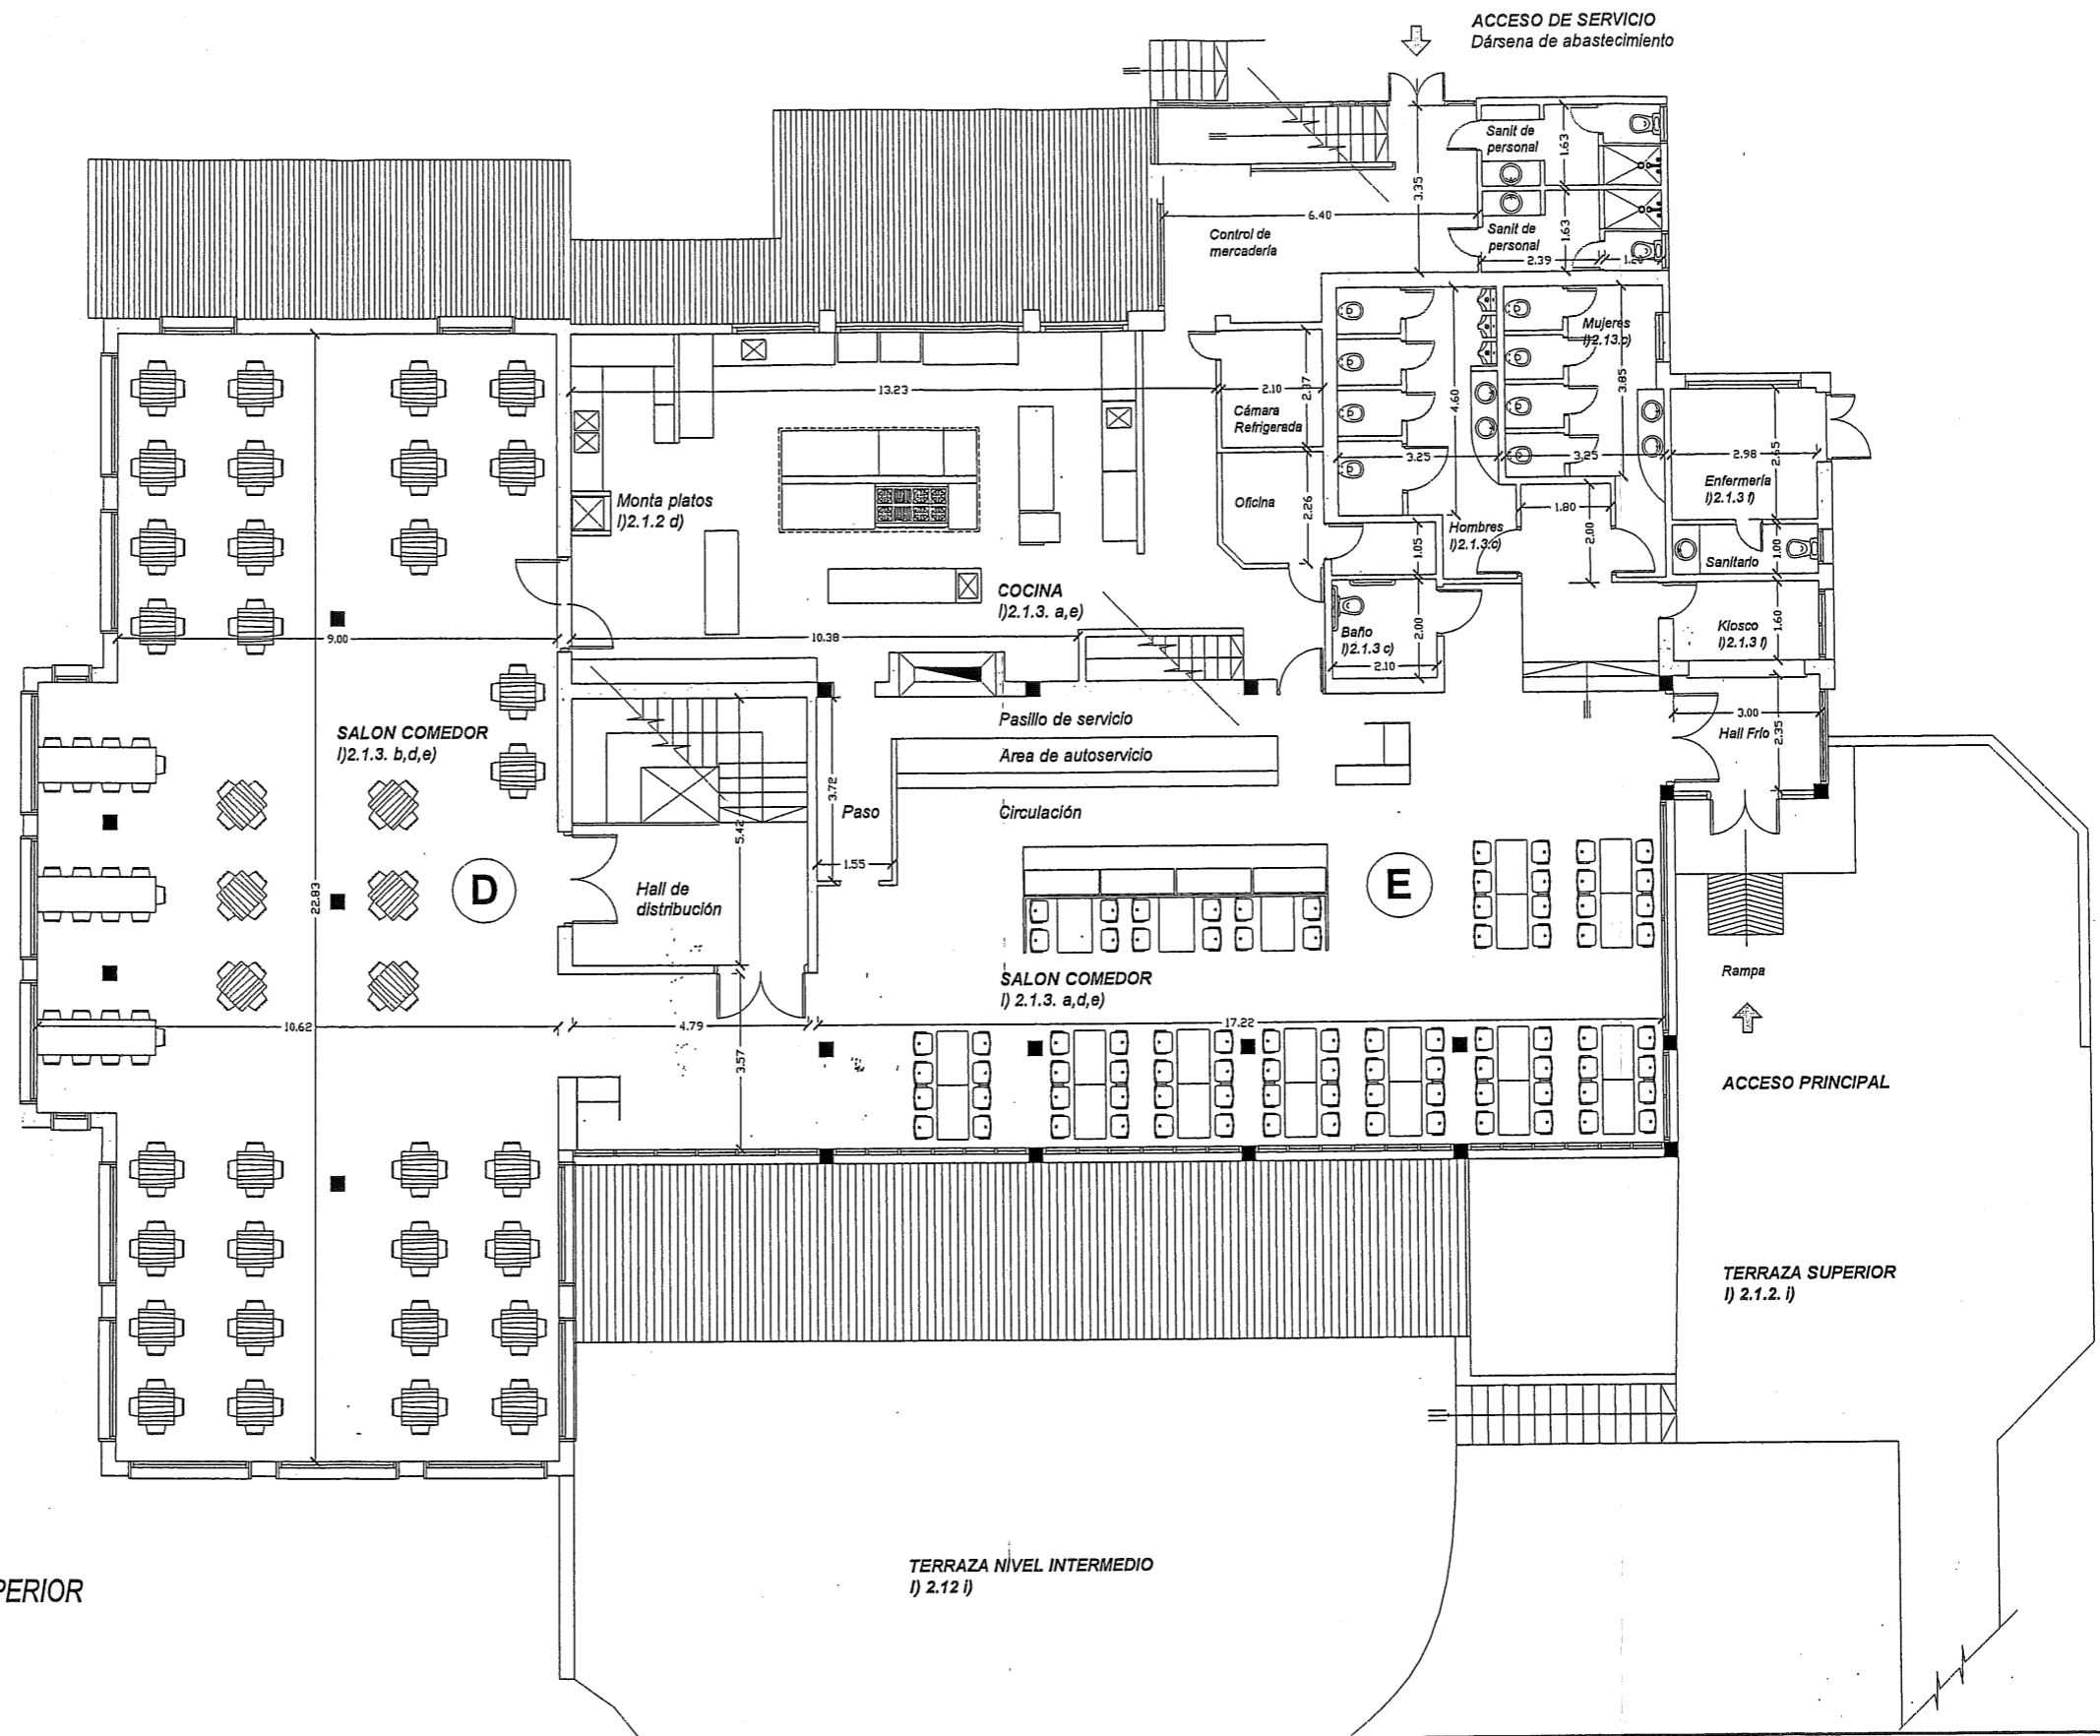 ACCESO DE SERVICIO
Dársena de abastecimiento
Sanit de
personal
1.63
3.35
6.40
Control de
mercadería
Sanit de
personal
1.63
2.39
Mujeres
I)2.13.c)
3.85
13.23
2.10
2.37
Cámara
Refrigerada
4.60
3.25
3.25
2.98
2.65
Enfermería
I)2.1.3 f)
Monta platos
I)2.1.2 d)
Oficina
2.26
1.80
Hombres
I)2.1.3.c)
1.05
2.00
Sanitario
1.00
COCINA
I)2.1.3. a,e)
9.00
10.38
Baño
I)2.1.3 c)
2.10
2.00
Kiosco
I)2.1.3 f)
1.60
SALON COMEDOR
I)2.1.3. b,d,e)
Pasillo de servicio
Area de autoservicio
3.00
Hall Frío
2.35
3.72
Paso
Circulación
5.42
1.55
22.83
D
Hall de
distribución
E
SALON COMEDOR
I) 2.1.3. a,d,e)
Rampa
10.62
4.79
17.22
3.57
ACCESO PRINCIPAL
TERRAZA SUPERIOR
I) 2.1.2. i)
TERRAZA NIVEL INTERMEDIO
I) 2.12 i)
PERIOR